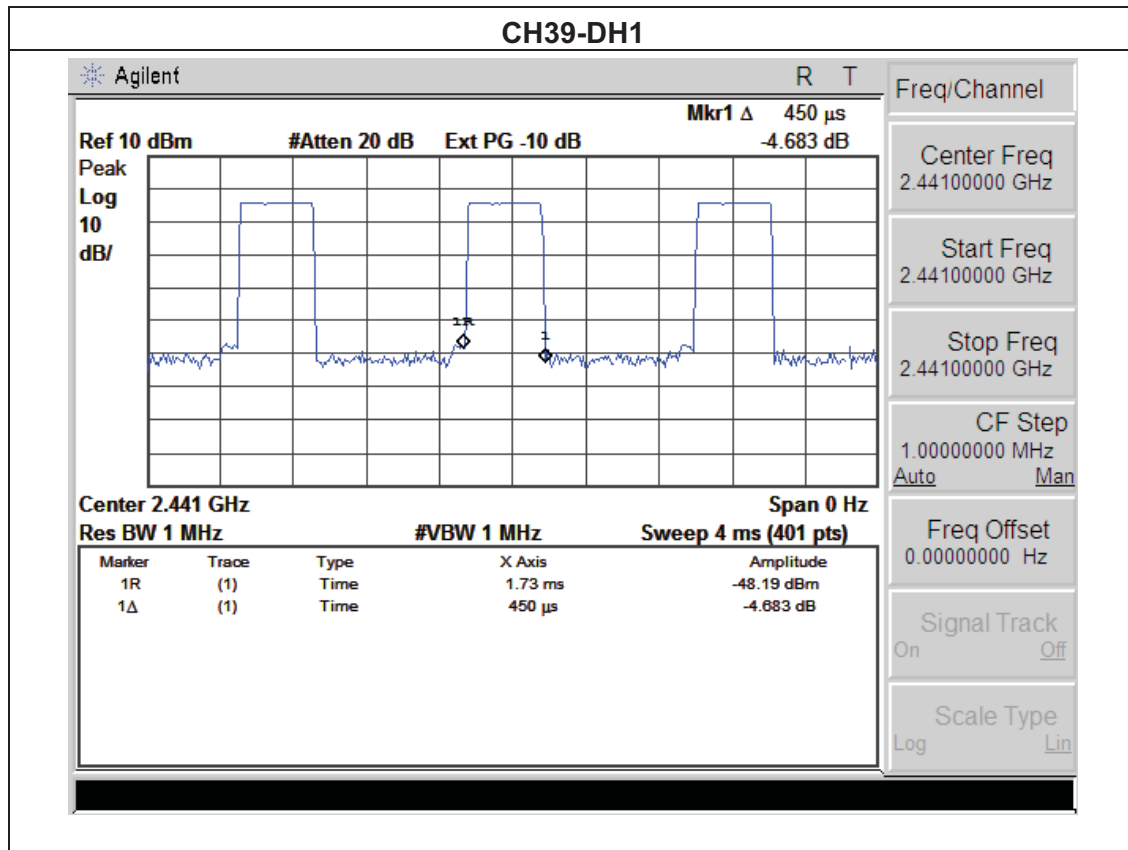 CH39-DH1
Agilent R T
Mkr1 Δ 450 μs
Ref 10 dBm #Atten 20 dB Ext PG -10 dB -4.683 dB
Peak
Log
10
dB/
1R
1
Center 2.441 GHz Span 0 Hz
Res BW 1 MHz #VBW 1 MHz Sweep 4 ms (401 pts)
Marker Trace Type X Axis Amplitude
1R (1) Time 1.73 ms -48.19 dBm
1Δ (1) Time 450 μs -4.683 dB
Freq/Channel
Center Freq
2.44100000 GHz
Start Freq
2.44100000 GHz
Stop Freq
2.44100000 GHz
CF Step
1.00000000 MHz
Auto Man
Freq Offset
0.00000000 Hz
Signal Track
On Off
Scale Type
Log Lin